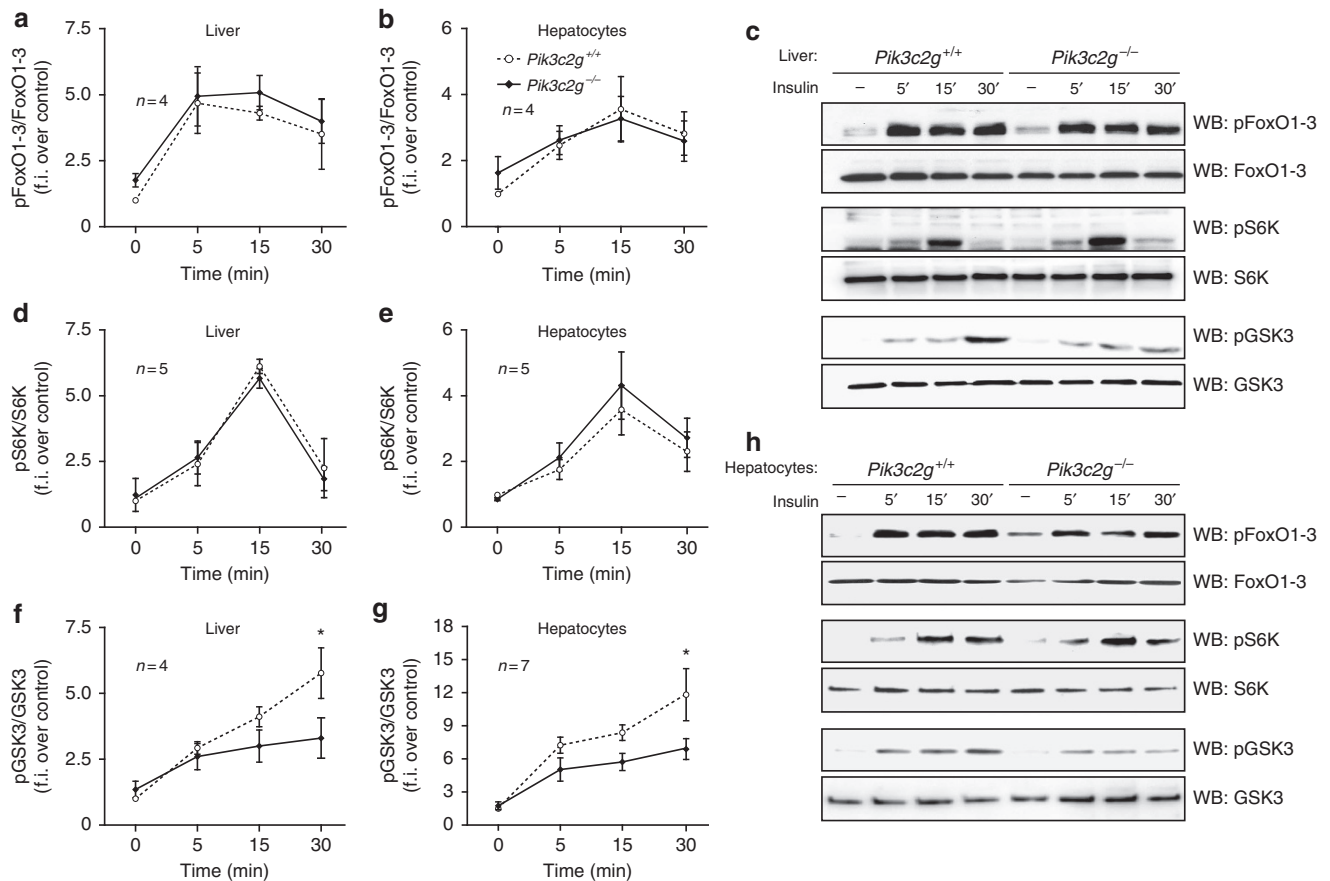 a
Liver
pFoxO1-3/FoxO1-3
(f.i. over control)
7.5
5.0
2.5
0
n=4
0 5 15 30
Time (min)
b
Hepatocytes
pFoxO1-3/FoxO1-3
(f.i. over control)
6
4
2
0
Pik3c2g+/+
Pik3c2g–/–
n=4
0 5 15 30
Time (min)
c
Liver: Pik3c2g+/+ Pik3c2g–/–
Insulin – 5′ 15′ 30′ – 5′ 15′ 30′
WB: pFoxO1-3
WB: FoxO1-3
WB: pS6K
WB: S6K
WB: pGSK3
WB: GSK3
d
Liver
pS6K/S6K
(f.i. over control)
7.5
5.0
2.5
0
n=5
0 5 15 30
Time (min)
e
Hepatocytes
pS6K/S6K
(f.i. over control)
6
4
2
0
n=5
0 5 15 30
Time (min)
f
Liver
pGSK3/GSK3
(f.i. over control)
7.5
5.0
2.5
0
n=4
*
0 5 15 30
Time (min)
g
Hepatocytes
pGSK3/GSK3
(f.i. over control)
18
15
12
9
6
3
0
n=7
*
0 5 15 30
Time (min)
h
Hepatocytes: Pik3c2g+/+ Pik3c2g–/–
Insulin – 5′ 15′ 30′ – 5′ 15′ 30′
WB: pFoxO1-3
WB: FoxO1-3
WB: pS6K
WB: S6K
WB: pGSK3
WB: GSK3